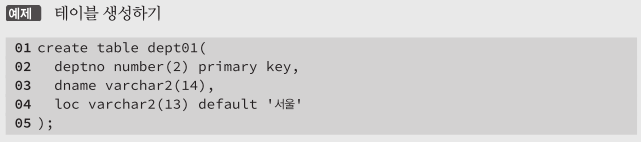 예제 테이블 생성하기
01 create table dept01(
02   deptno number(2) primary key,
03   dname varchar2(14),
04   loc varchar2(13) default '서울'
05 );